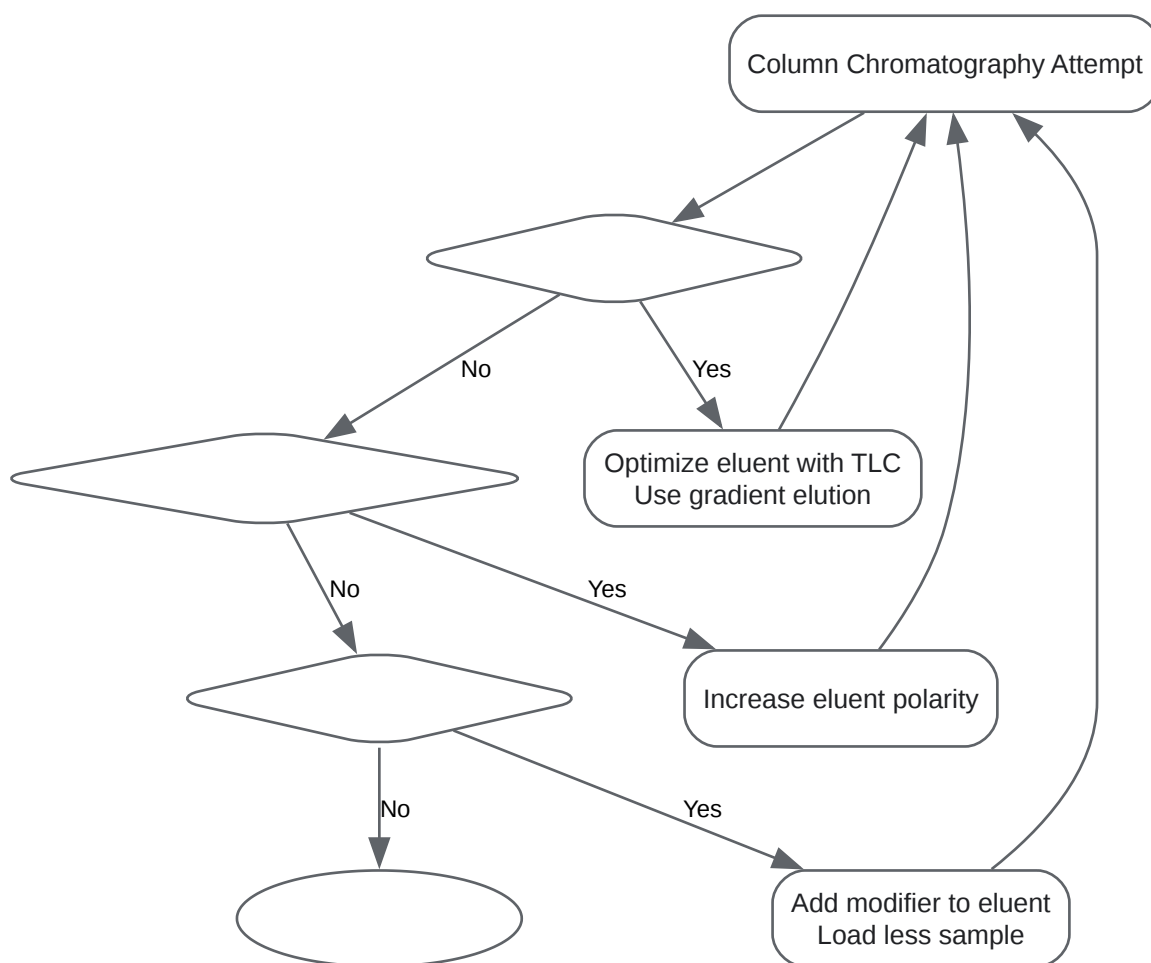 Column Chromatography Attempt
No
Yes
Optimize eluent with TLC
Use gradient elution
No
Yes
Increase eluent polarity
No
Yes
Add modifier to eluent
Load less sample